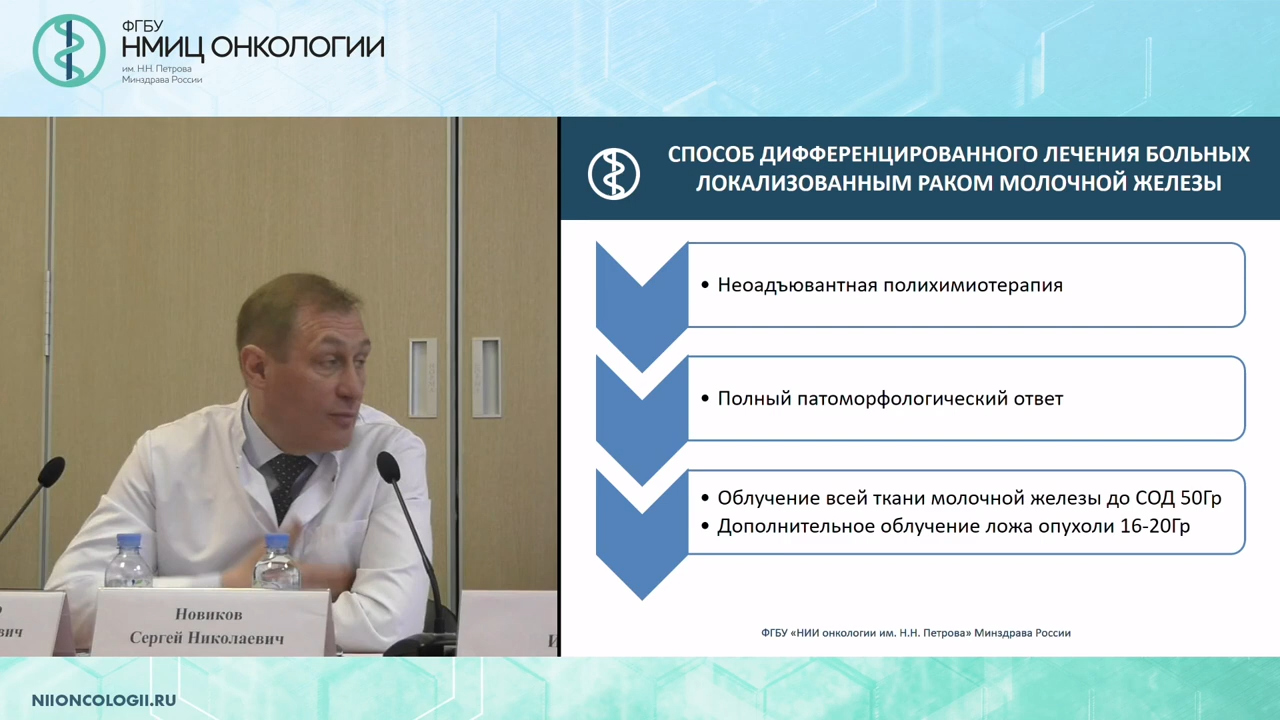 ФГБУ
НМИЦ ОНКОЛОГИИ
им. Н.Н. Петрова
Минздрава России
СПОСОБ ДИФФЕРЕНЦИРОВАННОГО ЛЕЧЕНИЯ БОЛЬНЫХ
ЛОКАЛИЗОВАННЫМ РАКОМ МОЛОЧНОЙ ЖЕЛЕЗЫ
• Неоадъювантная полихимиотерапия
• Полный патоморфологический ответ
• Облучение всей ткани молочной железы до СОД 50Гр
• Дополнительное облучение ложа опухоли 16-20Гр
ФГБУ «НИИ онкологии им. Н.Н. Петрова» Минздрава России
Новиков
Сергей Николаевич
NIIONCOLOGII.RU